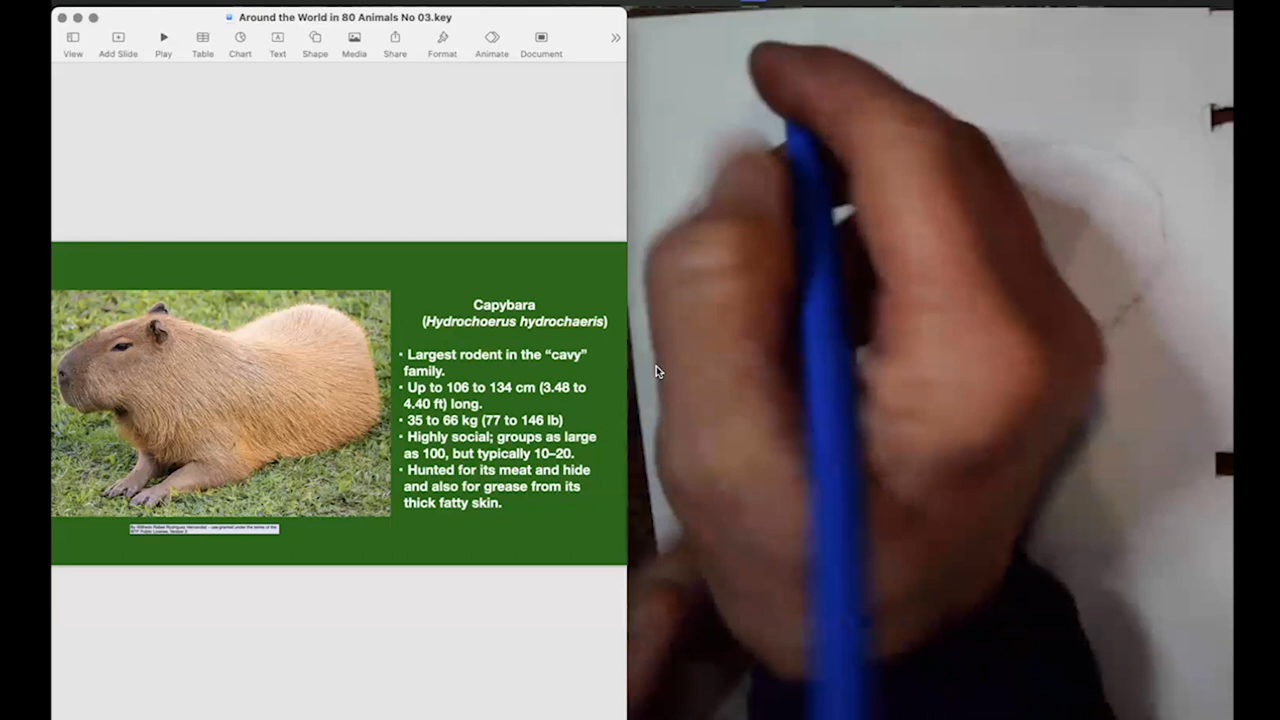 Around the World in 80 Animals No 03.key
View
Add Slide
Play
Table
Chart
Text
Shape
Media
Share
Format
Animate
Document
Capybara
(Hydrochoerus hydrochaeris)
• Largest rodent in the “cavy”
family.
• Up to 106 to 134 cm (3.48 to
4.40 ft) long.
• 35 to 66 kg (77 to 146 lb)
• Highly social; groups as large
as 100, but typically 10–20.
• Hunted for its meat and hide
and also for grease from its
thick fatty skin.